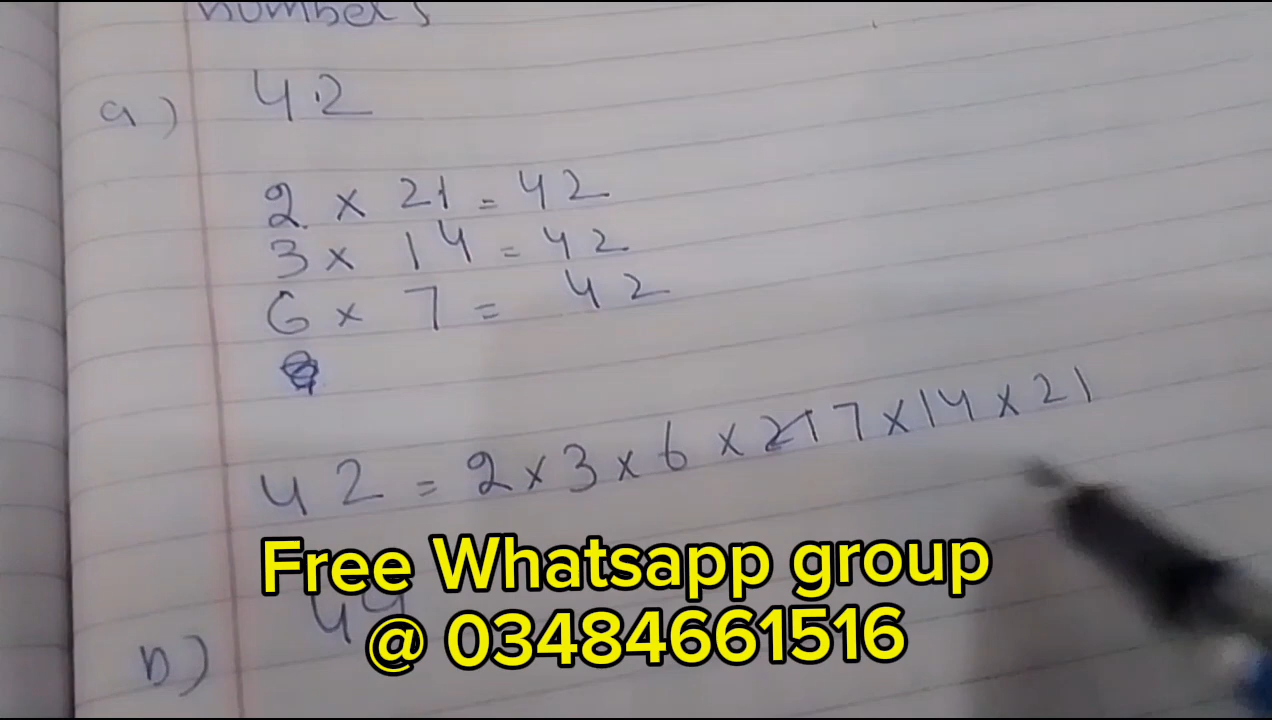 numbers
a) 42
2 × 21 = 42
3 × 14 = 42
6 × 7 = 42
42 = 2 × 3 × 6 × 7 × 14 × 21
Free Whatsapp group
b) 44
@ 03484661516